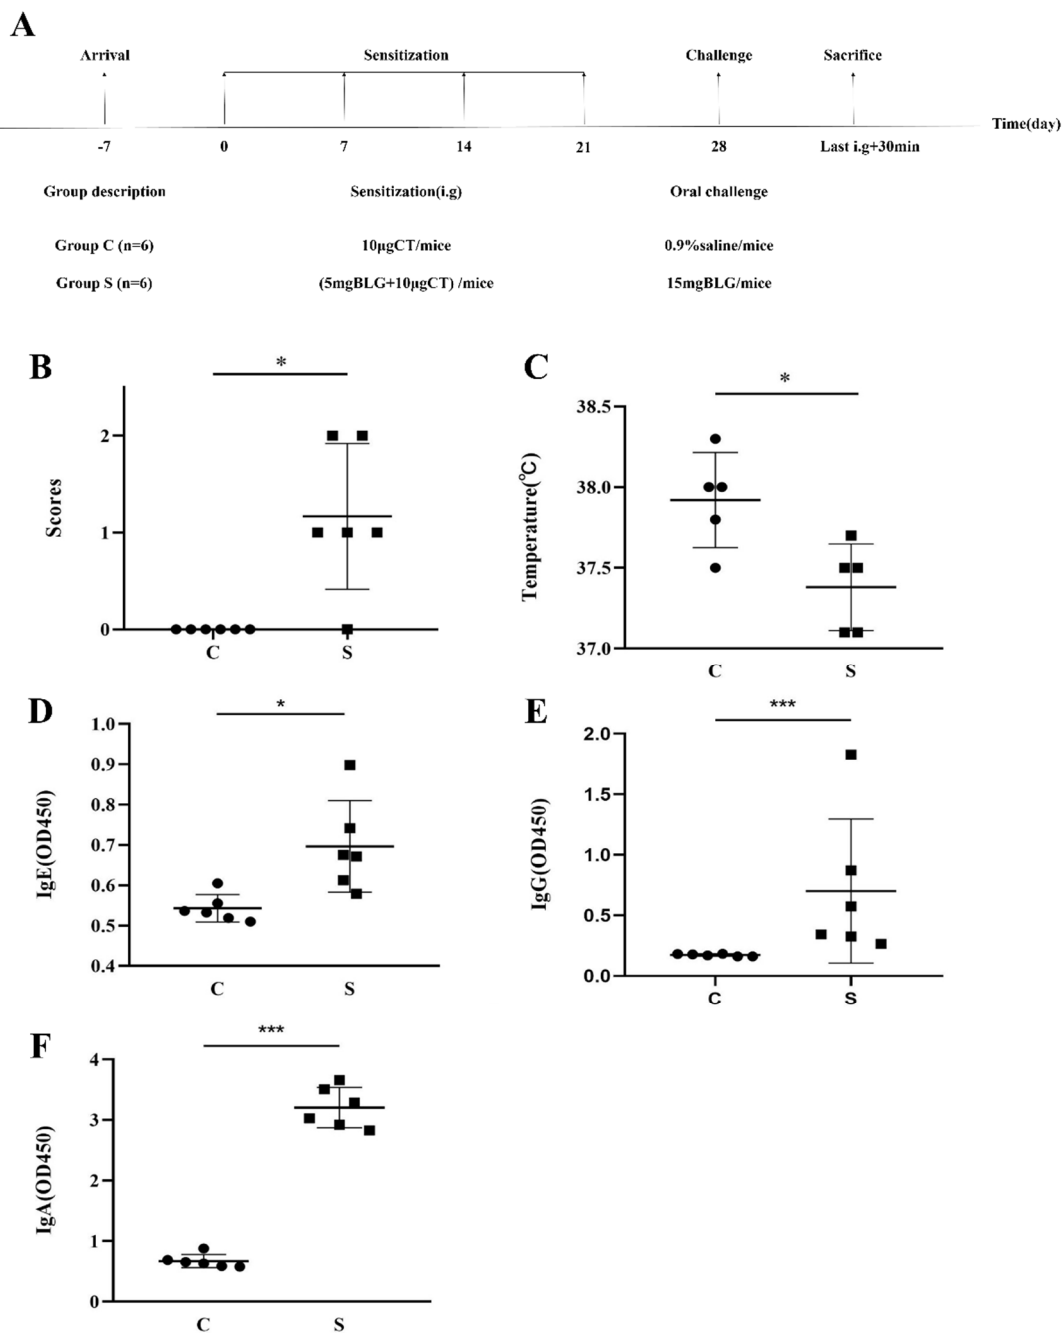 A
Arrival Sensitization Challenge Sacrifice
Time(day)
-7 0 7 14 21 28 Last i.g+30min
Group description Sensitization(i.g) Oral challenge
Group C (n=6) 10μgCT/mice 0.9%saline/mice
Group S (n=6) (5mgBLG+10μgCT) /mice 15mgBLG/mice
B
*
Scores
2
1
0
C S
C
*
Temperature(℃)
38.5
38.0
37.5
37.0
C S
D
*
IgE(OD450)
1.0
0.9
0.8
0.7
0.6
0.5
0.4
C S
E
***
IgG(OD450)
2.0
1.5
1.0
0.5
0.0
C S
F
***
IgA(OD450)
4
3
2
1
0
C S